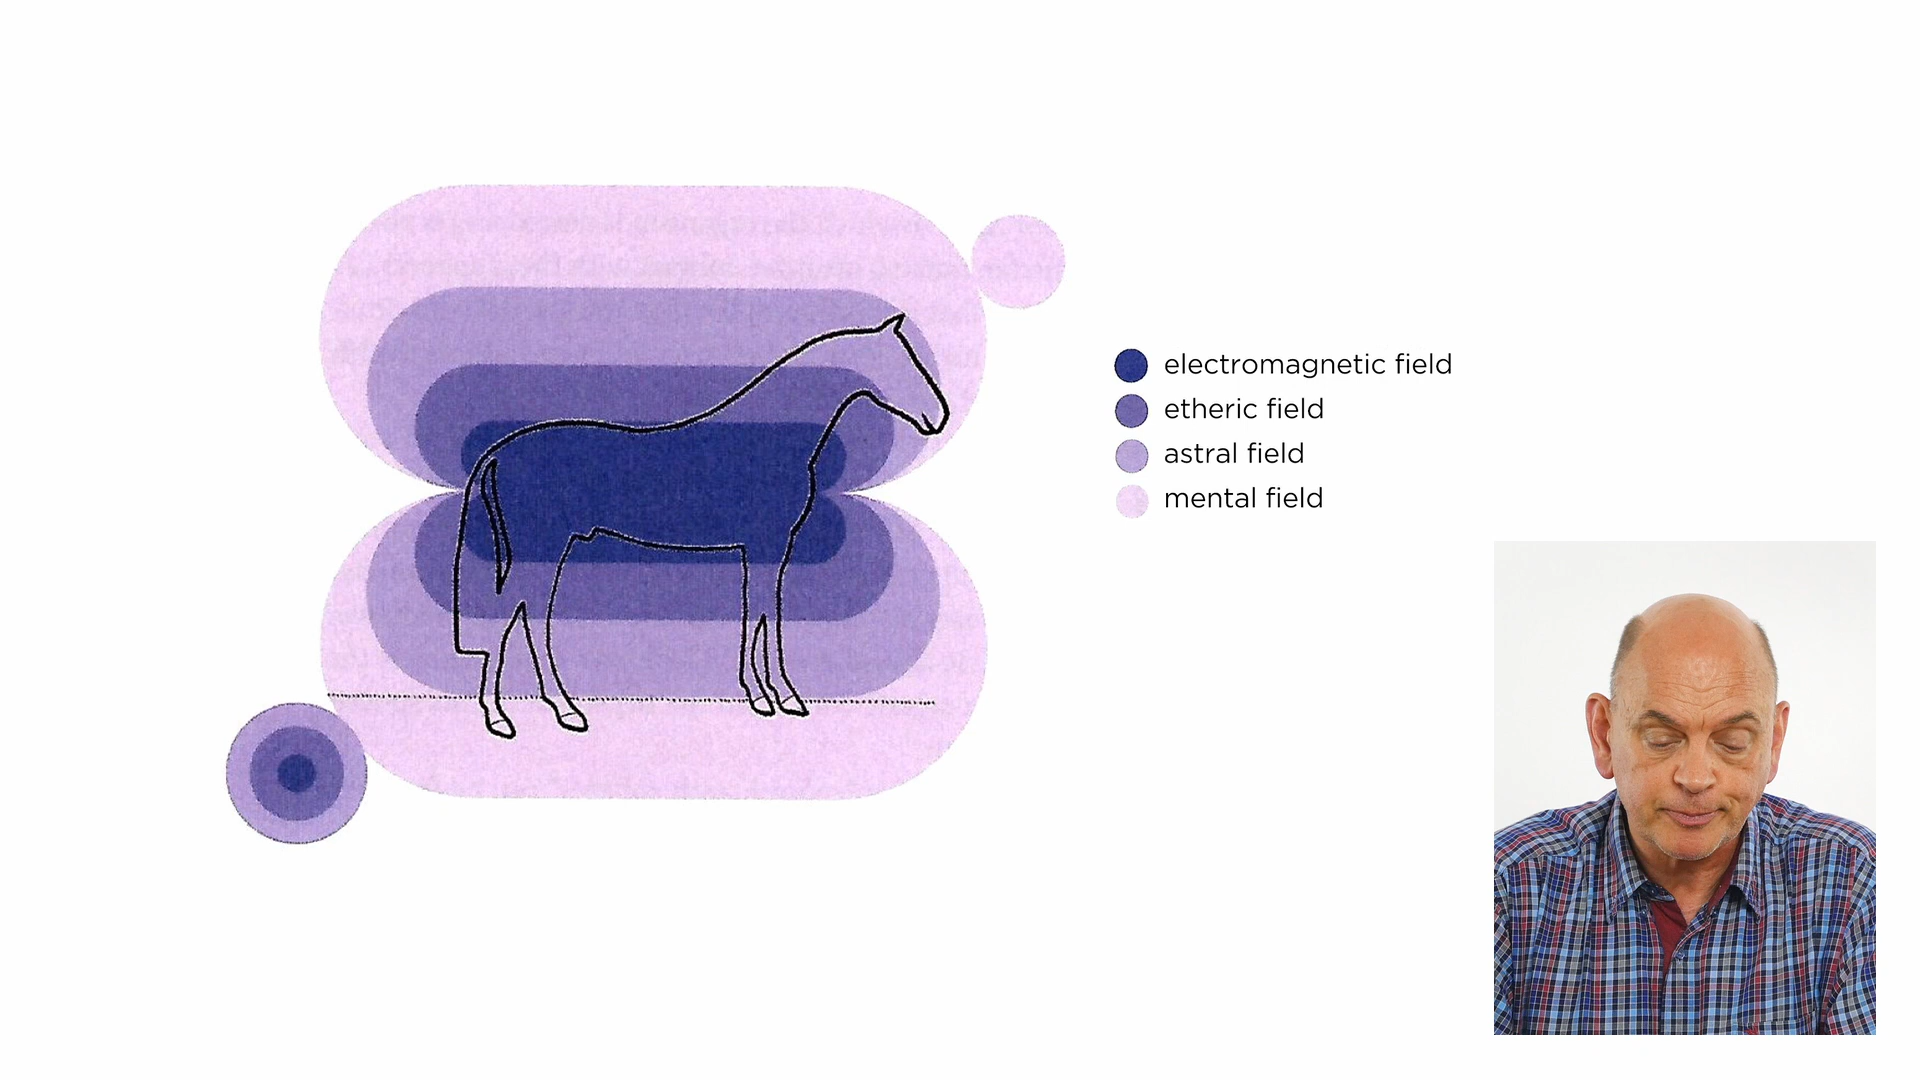 electromagnetic field
etheric field
astral field
mental field